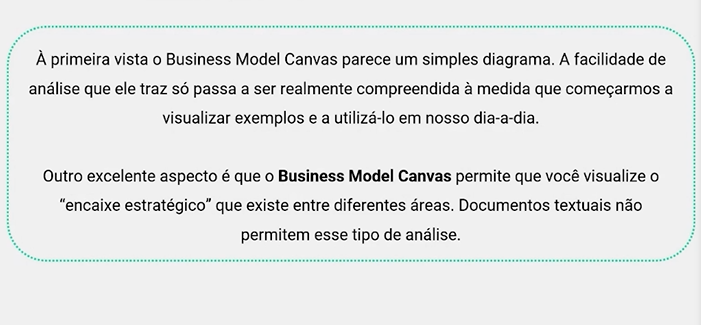 À primeira vista o Business Model Canvas parece um simples diagrama. A facilidade de
análise que ele traz só passa a ser realmente compreendida à medida que começarmos a
visualizar exemplos e a utilizá-lo em nosso dia-a-dia.
Outro excelente aspecto é que o Business Model Canvas permite que você visualize o
“encaixe estratégico” que existe entre diferentes áreas. Documentos textuais não
permitem esse tipo de análise.